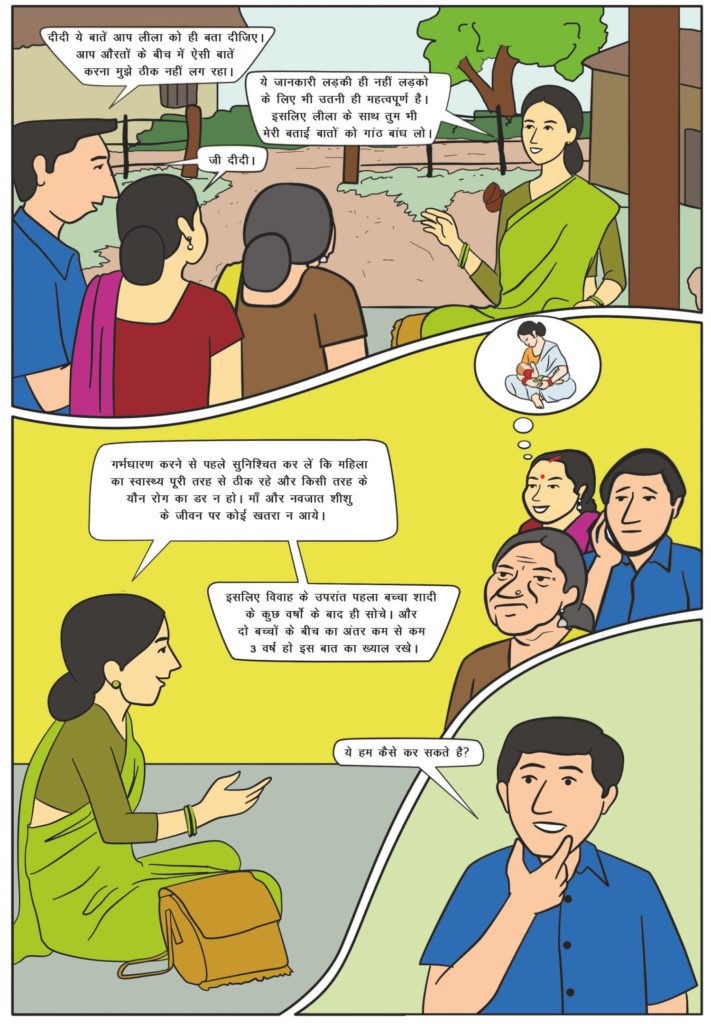 दीदी ये बातें आप लीला को ही बता दीजिए।
आप औरतों के बीच में ऐसी बातें
करना मुझे ठीक नहीं लग रहा।
ये जानकारी लड़की ही नहीं लड़को
के लिए भी उतनी ही महत्वपूर्ण है।
इसलिए लीला के साथ तुम भी
मेरी बताई बातों को गांठ बांध लो।
जी दीदी।
गर्भधारण करने से पहले सुनिश्चित कर लें कि महिला
का स्वास्थ्य पूरी तरह से ठीक रहे और किसी तरह के
यौन रोग का डर न हो। माँ और नवजात शीशु
के जीवन पर कोई खतरा न आये।
इसलिए विवाह के उपरांत पहला बच्चा शादी
के कुछ वर्षो के बाद ही सोचे। और
दो बच्चों के बीच का अंतर कम से कम
3 वर्ष हो इस बात का ख्याल रखे।
ये हम कैसे कर सकते है?